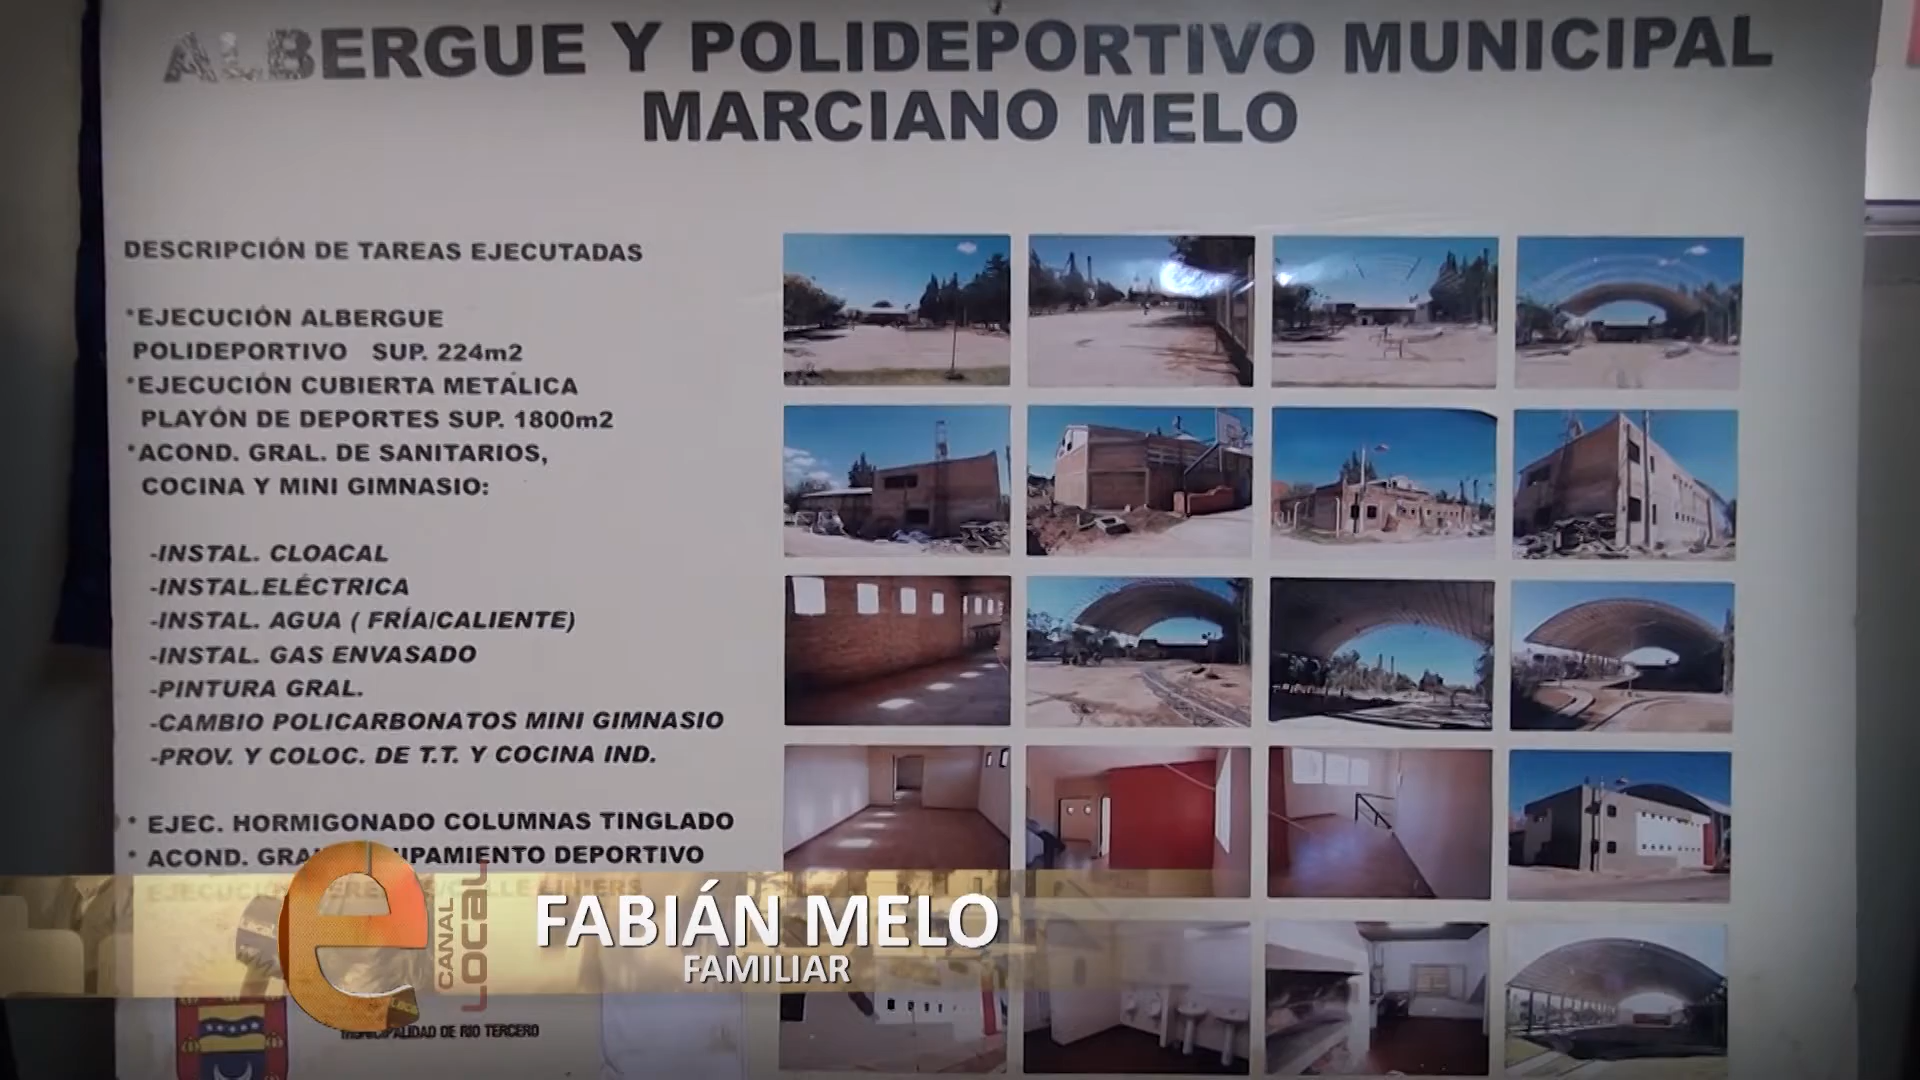 ALBERGUE Y POLIDEPORTIVO MUNICIPAL
MARCIANO MELO
DESCRIPCIÓN DE TAREAS EJECUTADAS
*EJECUCIÓN ALBERGUE
POLIDEPORTIVO SUP. 224m2
*EJECUCIÓN CUBIERTA METÁLICA
PLAYÓN DE DEPORTES SUP. 1800m2
*ACOND. GRAL. DE SANITARIOS,
COCINA Y MINI GIMNASIO:
-INSTAL. CLOACAL
-INSTAL.ELÉCTRICA
-INSTAL. AGUA ( FRÍA/CALIENTE)
-INSTAL. GAS ENVASADO
-PINTURA GRAL.
-CAMBIO POLICARBONATOS MINI GIMNASIO
-PROV. Y COLOC. DE T.T. Y COCINA IND.
* EJEC. HORMIGONADO COLUMNAS TINGLADO
* ACOND. GRA IPAMIENTO DEPORTIVO
e CANAL LOCAL
FABIÁN MELO
FAMILIAR
MUNICIPALIDAD DE RIO TERCERO